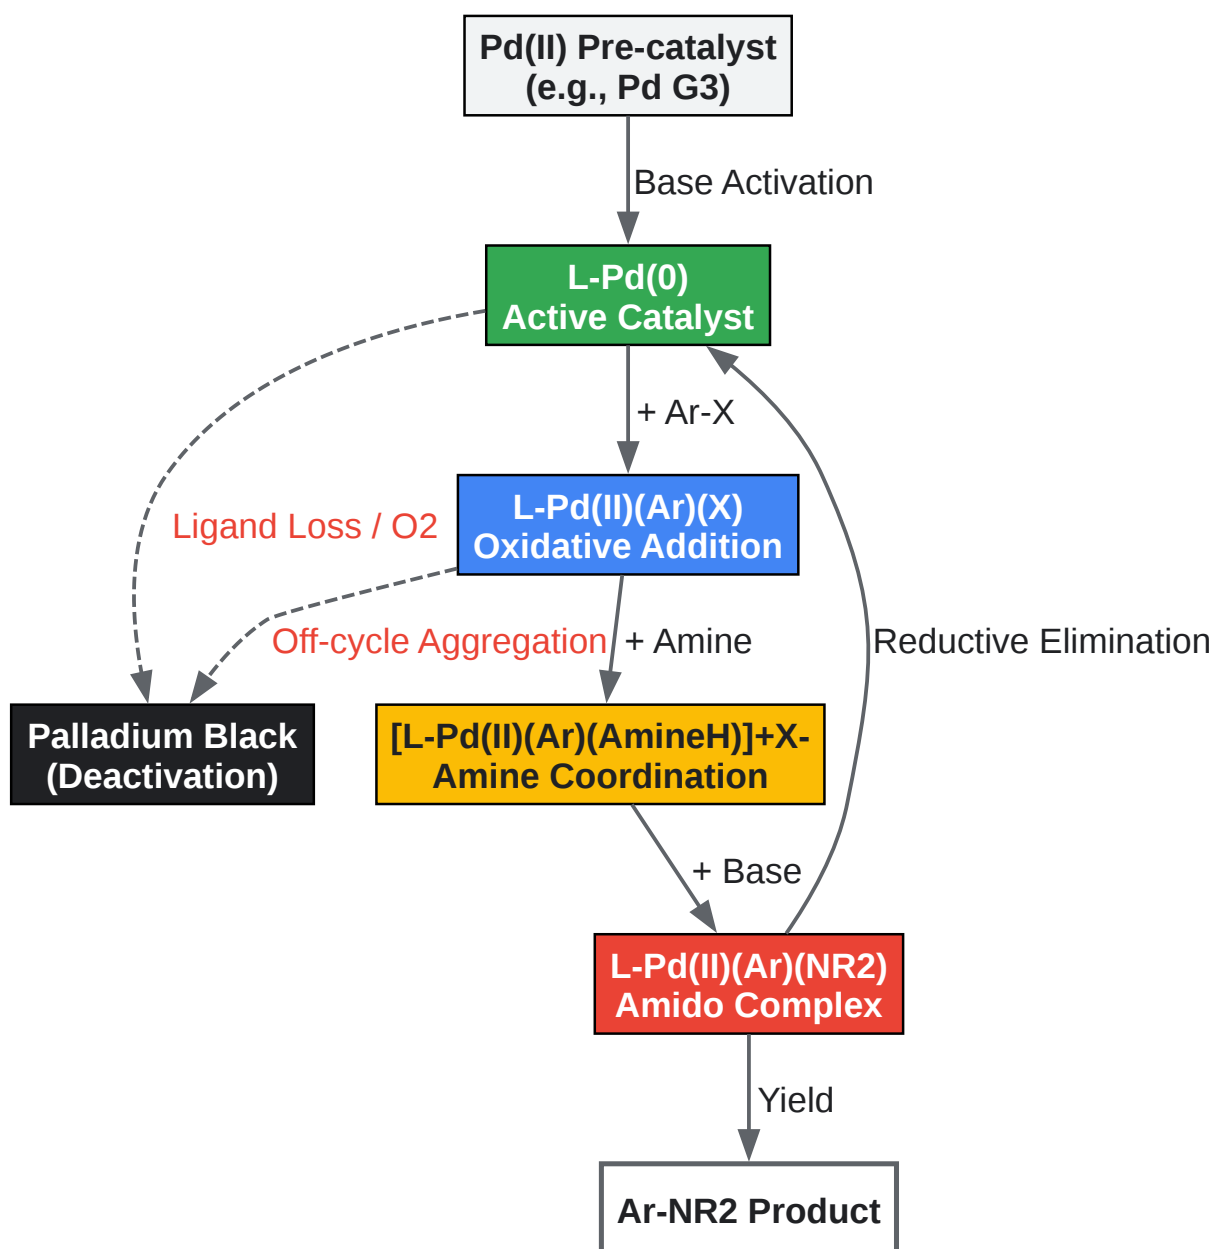 Pd(II) Pre-catalyst
(e.g., Pd G3)
Base Activation
L-Pd(0)
Active Catalyst
+ Ar-X
L-Pd(II)(Ar)(X)
Oxidative Addition
Ligand Loss / O2
Off-cycle Aggregation
+ Amine
Reductive Elimination
Palladium Black
(Deactivation)
[L-Pd(II)(Ar)(AmineH)]+X-
Amine Coordination
+ Base
L-Pd(II)(Ar)(NR2)
Amido Complex
Yield
Ar-NR2 Product